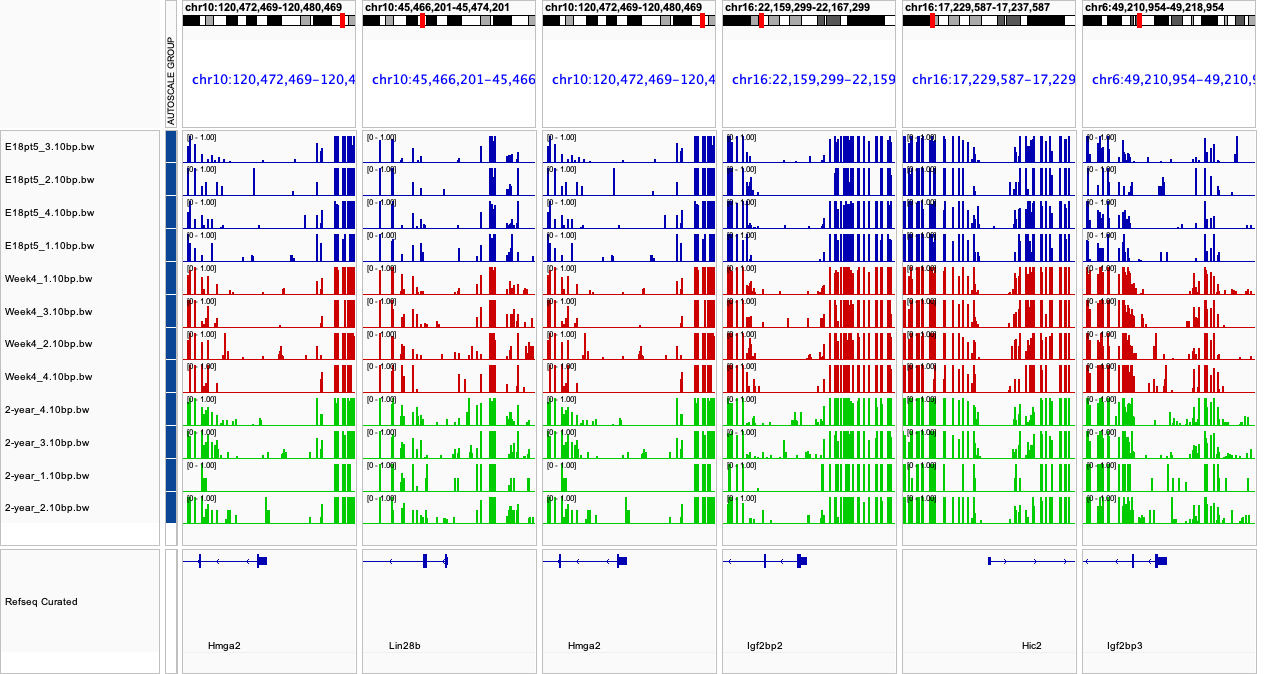 chr10:120,472,469-120,480,469 chr10:45,466,201-45,474,201 chr10:120,472,469-120,480,469 chr16:22,159,299-22,167,299 chr16:17,229,587-17,237,587 chr6:49,210,954-49,218,954
AUTOSCALE GROUP
chr10:120,472,469-120,4 chr10:45,466,201-45,466 chr10:120,472,469-120,4 chr16:22,159,299-22,159 chr16:17,229,587-17,229 chr6:49,210,954-49,210,9
E18pt5_3.10bp.bw [0 - 1.00] [0 - 1.00] [0 - 1.00] [0 - 1.00] [0 - 1.00] [0 - 1.00]
E18pt5_2.10bp.bw [0 - 1.00] [0 - 1.00] [0 - 1.00] [0 - 1.00] [0 - 1.00] [0 - 1.00]
E18pt5_4.10bp.bw [0 - 1.00] [0 - 1.00] [0 - 1.00] [0 - 1.00] [0 - 1.00] [0 - 1.00]
E18pt5_1.10bp.bw [0 - 1.00] [0 - 1.00] [0 - 1.00] [0 - 1.00] [0 - 1.00] [0 - 1.00]
Week4_1.10bp.bw [0 - 1.00] [0 - 1.00] [0 - 1.00] [0 - 1.00] [0 - 1.00] [0 - 1.00]
Week4_3.10bp.bw [0 - 1.00] [0 - 1.00] [0 - 1.00] [0 - 1.00] [0 - 1.00] [0 - 1.00]
Week4_2.10bp.bw [0 - 1.00] [0 - 1.00] [0 - 1.00] [0 - 1.00] [0 - 1.00] [0 - 1.00]
Week4_4.10bp.bw [0 - 1.00] [0 - 1.00] [0 - 1.00] [0 - 1.00] [0 - 1.00] [0 - 1.00]
2-year_4.10bp.bw [0 - 1.00] [0 - 1.00] [0 - 1.00] [0 - 1.00] [0 - 1.00] [0 - 1.00]
2-year_3.10bp.bw [0 - 1.00] [0 - 1.00] [0 - 1.00] [0 - 1.00] [0 - 1.00] [0 - 1.00]
2-year_1.10bp.bw [0 - 1.00] [0 - 1.00] [0 - 1.00] [0 - 1.00] [0 - 1.00] [0 - 1.00]
2-year_2.10bp.bw [0 - 1.00] [0 - 1.00] [0 - 1.00] [0 - 1.00] [0 - 1.00] [0 - 1.00]
Refseq Curated
Hmga2 Lin28b Hmga2 Igf2bp2 Hic2 Igf2bp3